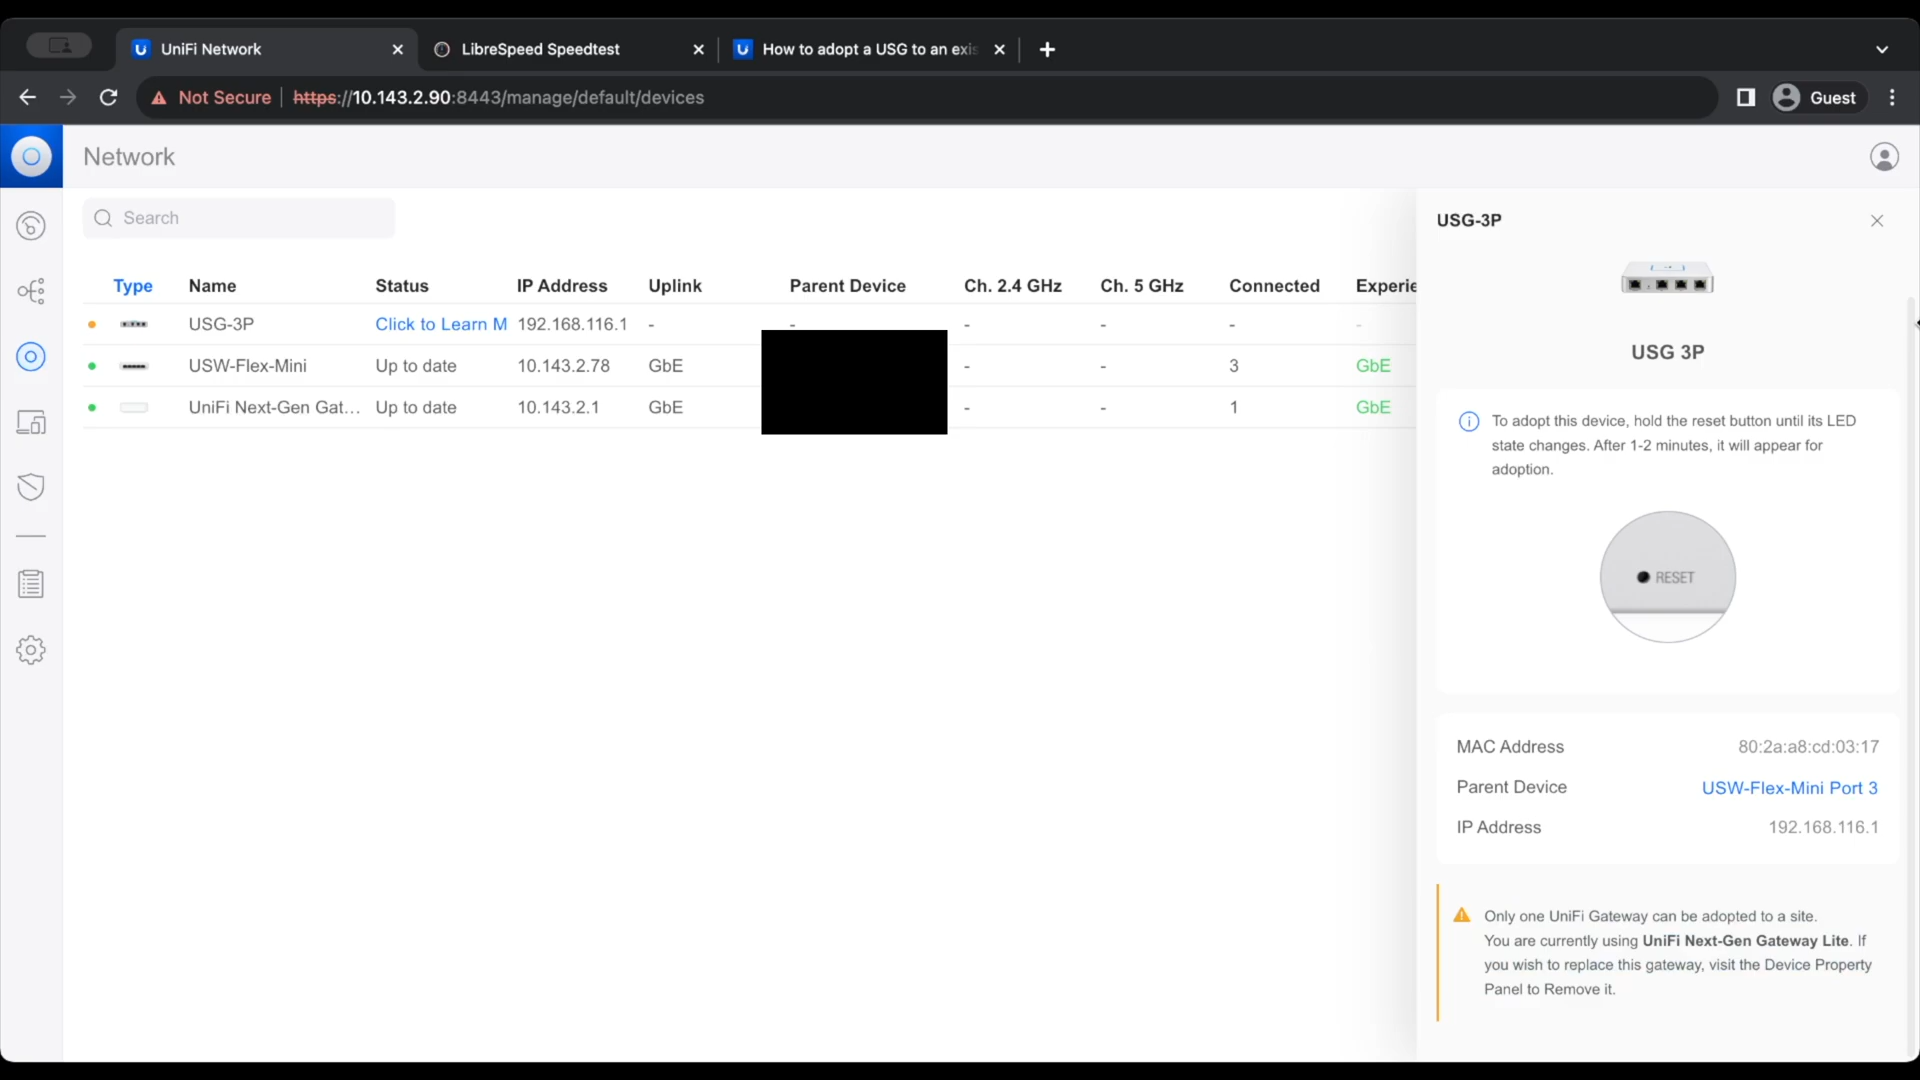 UniFi Network
LibreSpeed Speedtest
How to adopt a USG to an exis
Not Secure https://10.143.2.90:8443/manage/default/devices
Guest
Network
Search
Type Name Status IP Address Uplink Parent Device Ch. 2.4 GHz Ch. 5 GHz Connected Experie
USG-3P Click to Learn M 192.168.116.1 - - - - - -
USW-Flex-Mini Up to date 10.143.2.78 GbE - - 3 GbE
UniFi Next-Gen Gat... Up to date 10.143.2.1 GbE - - 1 GbE
USG-3P
USG 3P
To adopt this device, hold the reset button until its LED
state changes. After 1-2 minutes, it will appear for
adoption.
RESET
MAC Address 80:2a:a8:cd:03:17
Parent Device USW-Flex-Mini Port 3
IP Address 192.168.116.1
Only one UniFi Gateway can be adopted to a site.
You are currently using UniFi Next-Gen Gateway Lite. If
you wish to replace this gateway, visit the Device Property
Panel to Remove it.